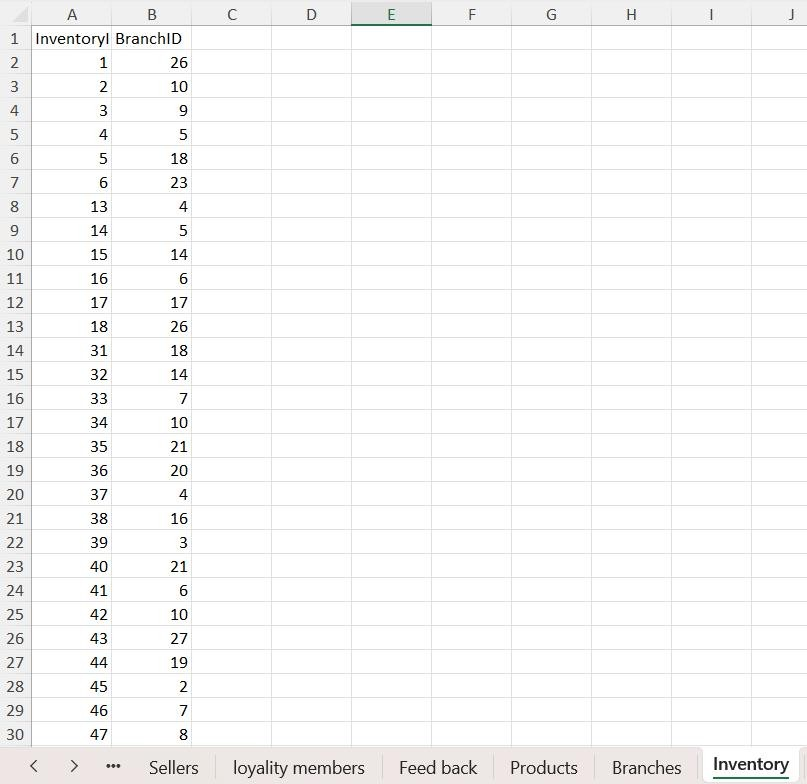 A B C D E F G H I J
1 InventoryI BranchID
2 1 26
3 2 10
4 3 9
5 4 5
6 5 18
7 6 23
8 13 4
9 14 5
10 15 14
11 16 6
12 17 17
13 18 26
14 31 18
15 32 14
16 33 7
17 34 10
18 35 21
19 36 20
20 37 4
21 38 16
22 39 3
23 40 21
24 41 6
25 42 10
26 43 27
27 44 19
28 45 2
29 46 7
30 47 8
< > ••• Sellers loyality members Feed back Products Branches Inventory